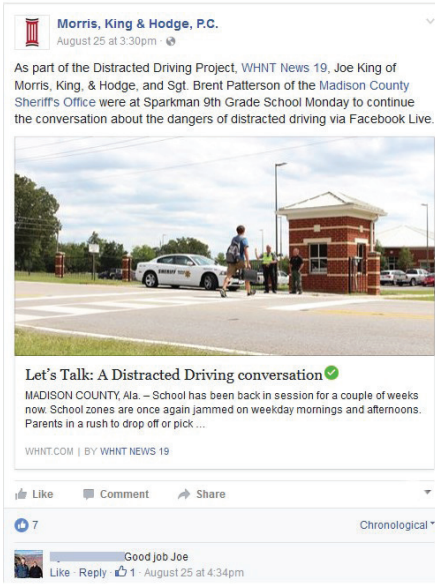 Morris, King & Hodge, P.C.
August 25 at 3:30pm ·
As part of the Distracted Driving Project, WHNT News 19, Joe King of
Morris, King, & Hodge, and Sgt. Brent Patterson of the Madison County
Sheriff's Office were at Sparkman 9th Grade School Monday to continue
the conversation about the dangers of distracted driving via Facebook Live.
SHERIFF
Let's Talk: A Distracted Driving conversation
MADISON COUNTY, Ala. – School has been back in session for a couple of weeks
now. School zones are once again jammed on weekday mornings and afternoons.
Parents in a rush to drop off or pick ...
WHNT.COM | BY WHNT NEWS 19
Like Comment Share
7 Chronological
Good job Joe
Like · Reply · 1 · August 25 at 4:34pm